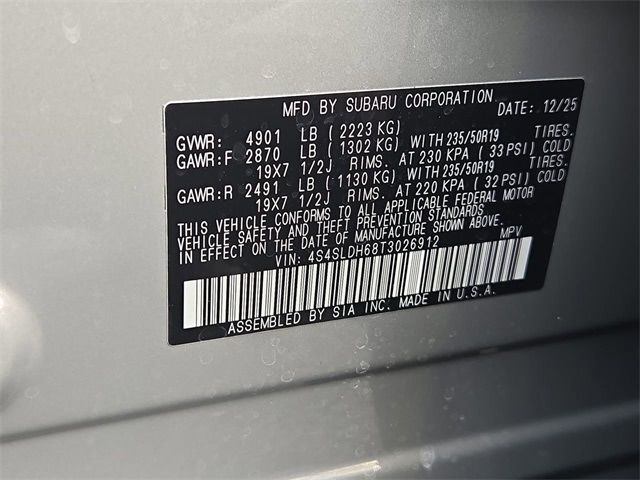 MFD BY SUBARU CORPORATION DATE: 12/25
GVWR: 4901 LB (2223 KG)
GAWR:F 2870 LB (1302 KG) WITH 235/50R19 TIRES.
19X7 1/2J RIMS. AT 230 KPA (33 PSI) COLD
GAWR:R 2491 LB (1130 KG) WITH 235/50R19 TIRES.
19X7 1/2J RIMS. AT 220 KPA (32 PSI) COLD
THIS VEHICLE CONFORMS TO ALL APPLICABLE FEDERAL MOTOR
VEHICLE SAFETY AND THEFT PREVENTION STANDARDS
IN EFFECT ON THE DATE OF MANUFACTURE SHOWN ABOVE.
VIN: 4S4SLDH68T3026912 MPV
ASSEMBLED BY SIA INC. MADE IN U.S.A.